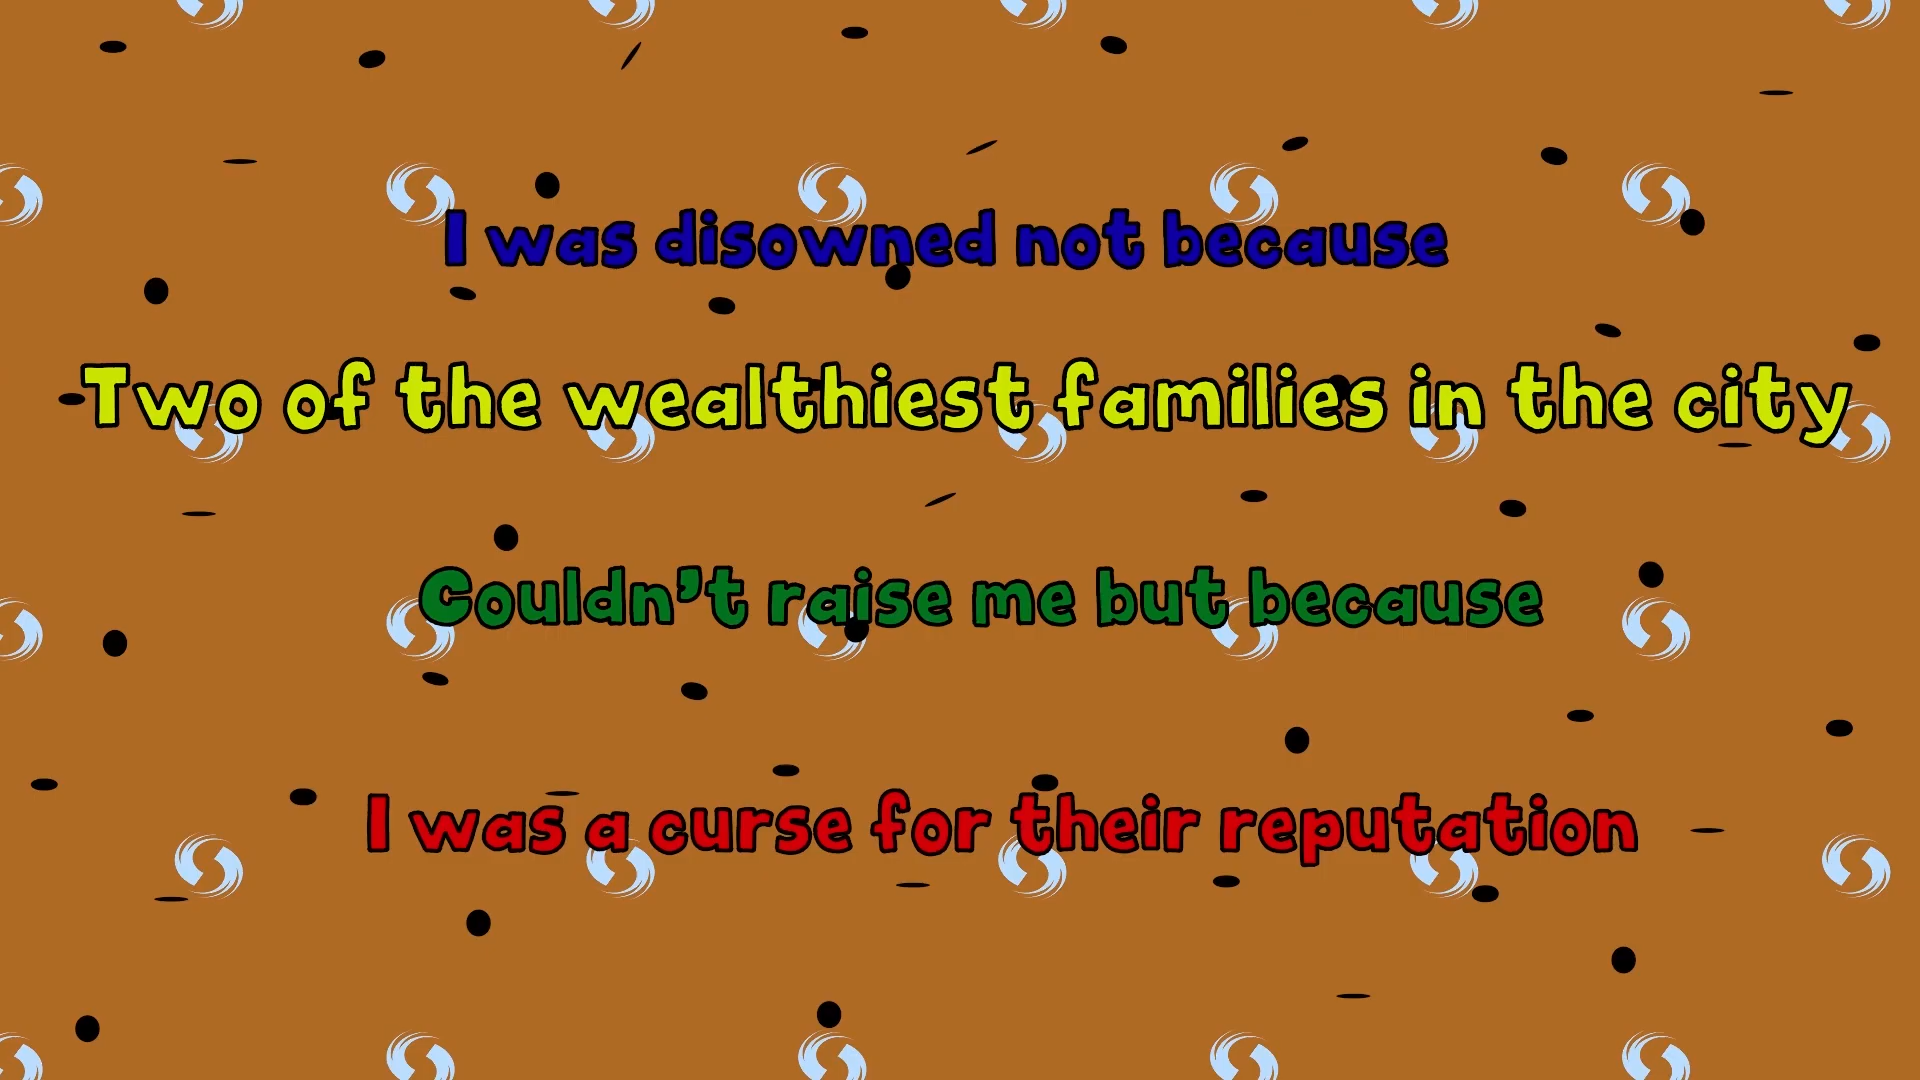 I was disowned not because
Two of the wealthiest families in the city
Couldn't raise me but because
I was a curse for their reputation